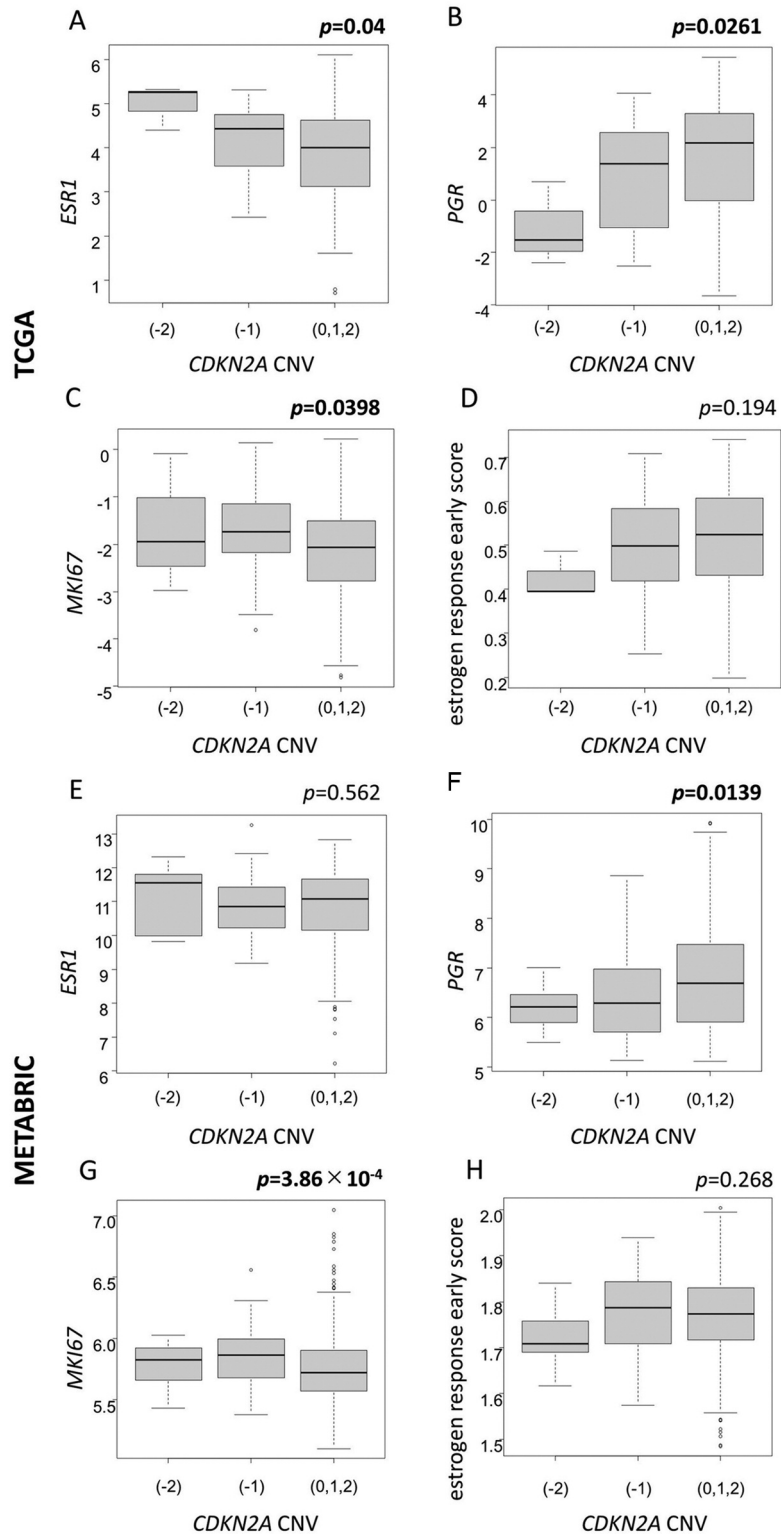 TCGA
A
p=0.04
6
5
4
3
2
1
ESR1
(-2) (-1) (0,1,2)
CDKN2A CNV
B
p=0.0261
4
2
0
-2
-4
PGR
(-2) (-1) (0,1,2)
CDKN2A CNV
C
p=0.0398
0
-1
-2
-3
-4
-5
MKI67
(-2) (-1) (0,1,2)
CDKN2A CNV
D
p=0.194
0.7
0.6
0.5
0.4
0.3
0.2
estrogen response early score
(-2) (-1) (0,1,2)
CDKN2A CNV
METABRIC
E
p=0.562
13
12
11
10
9
8
7
6
ESR1
(-2) (-1) (0,1,2)
CDKN2A CNV
F
p=0.0139
10
9
8
7
6
5
PGR
(-2) (-1) (0,1,2)
CDKN2A CNV
G
p=3.86×10-4
7.0
6.5
6.0
5.5
MKI67
(-2) (-1) (0,1,2)
CDKN2A CNV
H
p=0.268
2.0
1.9
1.8
1.7
1.6
1.5
estrogen response early score
(-2) (-1) (0,1,2)
CDKN2A CNV